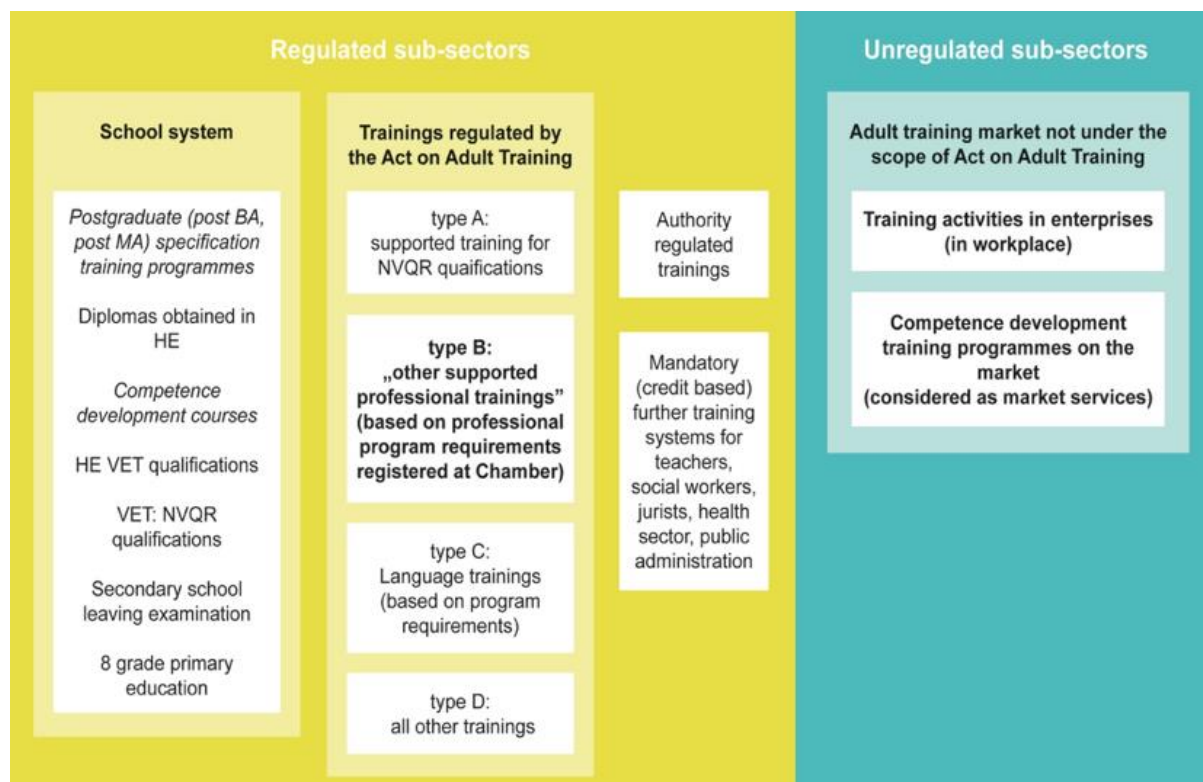 Regulated sub-sectors
School system
Postgraduate (post BA,
post MA) specification
training programmes
Diplomas obtained in
HE
Competence
development courses
HE VET qualifications
VET: NVQR
qualifications
Secondary school
leaving examination
8 grade primary
education
Trainings regulated by
the Act on Adult Training
type A:
supported training for
NVQR quaifications
type B:
„other supported
professional trainings”
(based on professional
program requirements
registered at Chamber)
type C:
Language trainings
(based on program
requirements)
type D:
all other trainings
Authority
regulated
trainings
Mandatory
(credit based)
further training
systems for
teachers,
social workers,
jurists, health
sector, public
administration
Unregulated sub-sectors
Adult training market not under the
scope of Act on Adult Training
Training activities in enterprises
(in workplace)
Competence development
training programmes on the
market
(considered as market services)